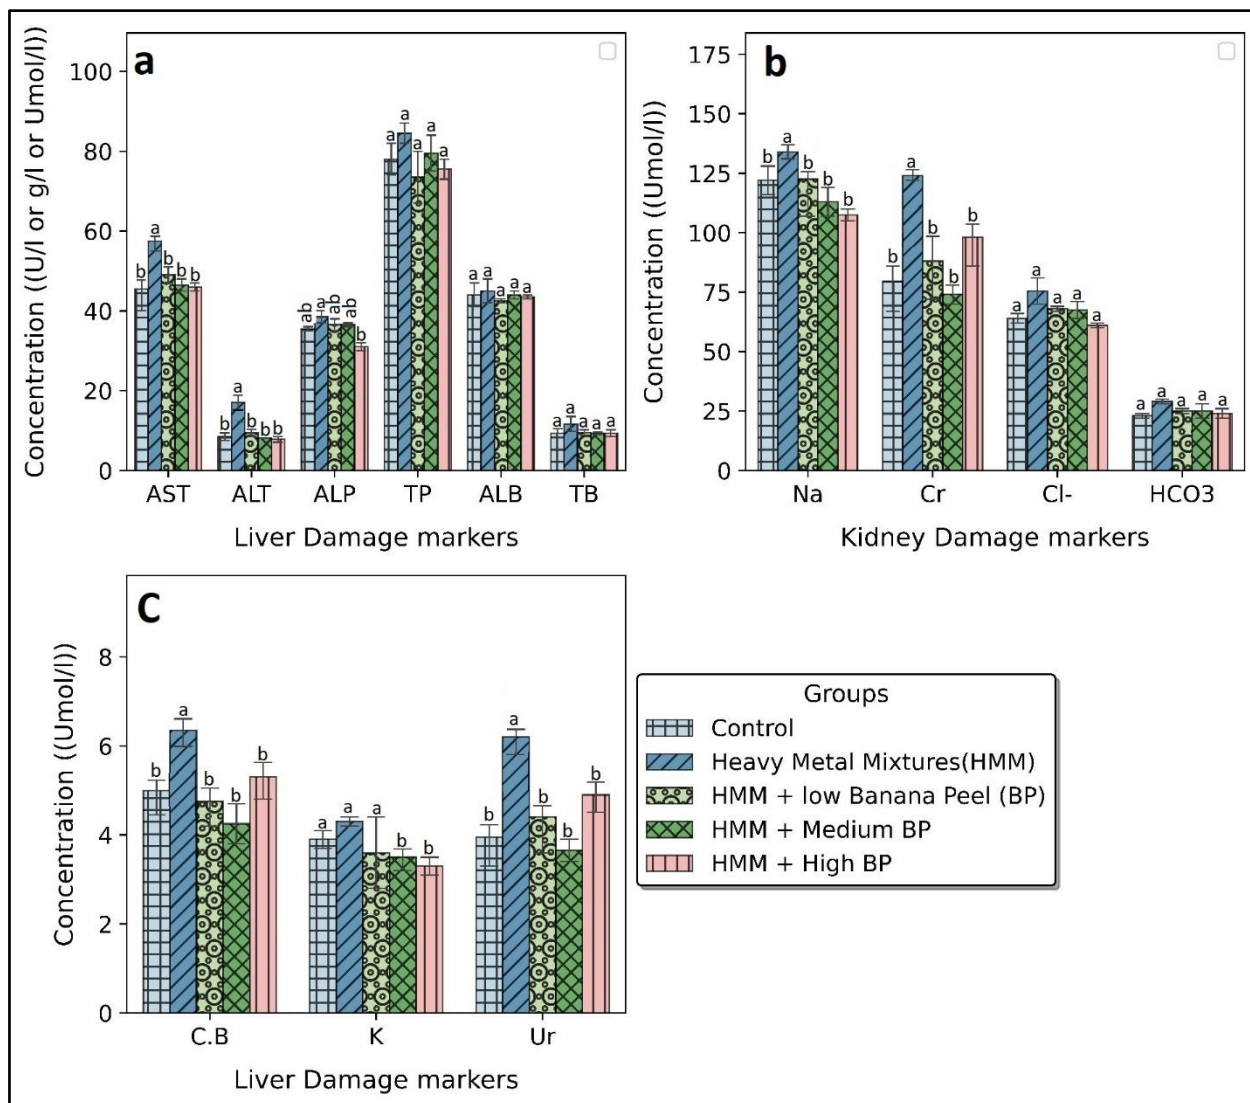 a
Concentration ((U/l or g/l or Umol/l))
100
80
60
40
20
0
b a b b b
b a b b b
ab a ab ab b
a a a a a
a a a a a
a a a a a
AST ALT ALP TP ALB TB
Liver Damage markers
b
Concentration ((Umol/l))
175
150
125
100
75
50
25
0
b a b b b
b a b b b
a a a a a
a a a a a
Na Cr Cl- HCO3
Kidney Damage markers
C
Concentration ((Umol/l))
8
6
4
2
0
b a b b b
a a a b b
b a b b b
C.B K Ur
Liver Damage markers
Groups
Control
Heavy Metal Mixtures(HMM)
HMM + low Banana Peel (BP)
HMM + Medium BP
HMM + High BP